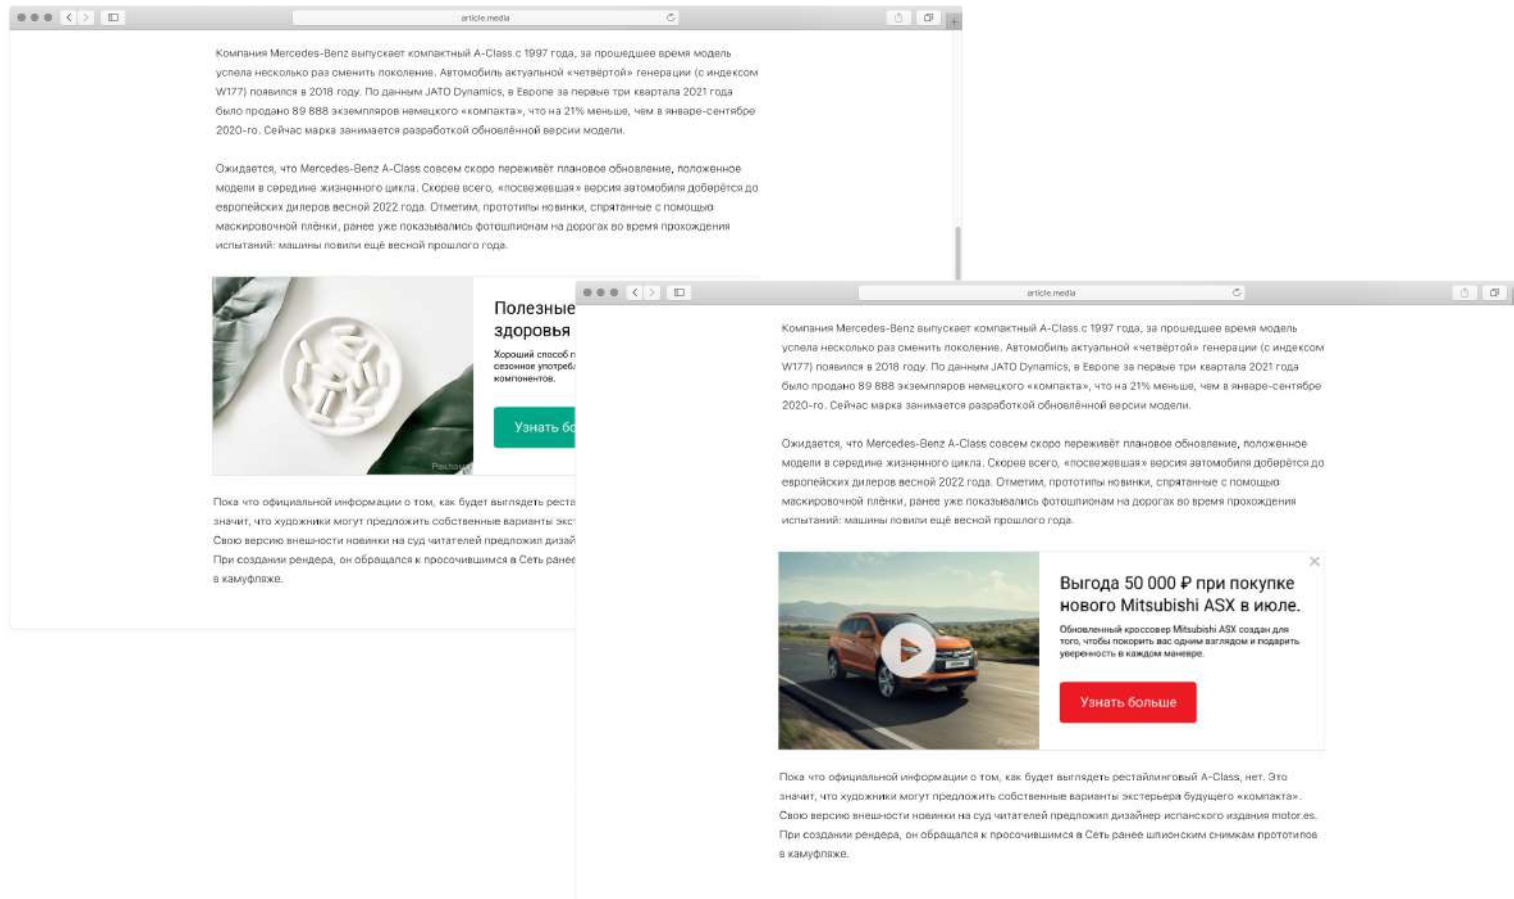 article.media
Компания Mercedes-Benz выпускает компактный A-Class с 1997 года, за прошедшее время модель
успела несколько раз сменить поколение. Автомобиль актуальной «четвёртой» генерации (с индексом
W177) появился в 2018 году. По данным JATO Dynamics, в Европе за первые три квартала 2021 года
было продано 89 888 экземпляров немецкого «компакта», что на 21% меньше, чем в январе-сентябре
2020-го. Сейчас марка занимается разработкой обновлённой версии модели.
Ожидается, что Mercedes-Benz A-Class совсем скоро переживёт плановое обновление, положенное
модели в середине жизненного цикла. Скорее всего, «посвежевшая» версия автомобиля доберётся до
европейских дилеров весной 2022 года. Отметим, прототипы новинки, спрятанные с помощью
маскировочной плёнки, ранее уже показывались фотошпионам на дорогах во время прохождения
испытаний: машины ловили ещё весной прошлого года.
Полезные
здоровья
Хороший способ п
сезонное употребл
компонентов.
Узнать бо
Реклама
Пока что официальной информации о том, как будет выглядеть реста
значит, что художники могут предложить собственные варианты экст
Свою версию внешности новинки на суд читателей предложил дизай
При создании рендера, он обращался к просочившимся в Сеть ранее
в камуфляже.
article.media
Компания Mercedes-Benz выпускает компактный A-Class с 1997 года, за прошедшее время модель
успела несколько раз сменить поколение. Автомобиль актуальной «четвёртой» генерации (с индексом
W177) появился в 2018 году. По данным JATO Dynamics, в Европе за первые три квартала 2021 года
было продано 89 888 экземпляров немецкого «компакта», что на 21% меньше, чем в январе-сентябре
2020-го. Сейчас марка занимается разработкой обновлённой версии модели.
Ожидается, что Mercedes-Benz A-Class совсем скоро переживёт плановое обновление, положенное
модели в середине жизненного цикла. Скорее всего, «посвежевшая» версия автомобиля доберётся до
европейских дилеров весной 2022 года. Отметим, прототипы новинки, спрятанные с помощью
маскировочной плёнки, ранее уже показывались фотошпионам на дорогах во время прохождения
испытаний: машины ловили ещё весной прошлого года.
Выгода 50 000 ₽ при покупке
нового Mitsubishi ASX в июле.
Обновленный кроссовер Mitsubishi ASX создан для
того, чтобы покорить вас одним взглядом и подарить
уверенность в каждом маневре.
Узнать больше
Реклама
Пока что официальной информации о том, как будет выглядеть рестайлинговый A-Class, нет. Это
значит, что художники могут предложить собственные варианты экстерьера будущего «компакта».
Свою версию внешности новинки на суд читателей предложил дизайнер испанского издания motor.es.
При создании рендера, он обращался к просочившимся в Сеть ранее шпионским снимкам прототипов
в камуфляже.